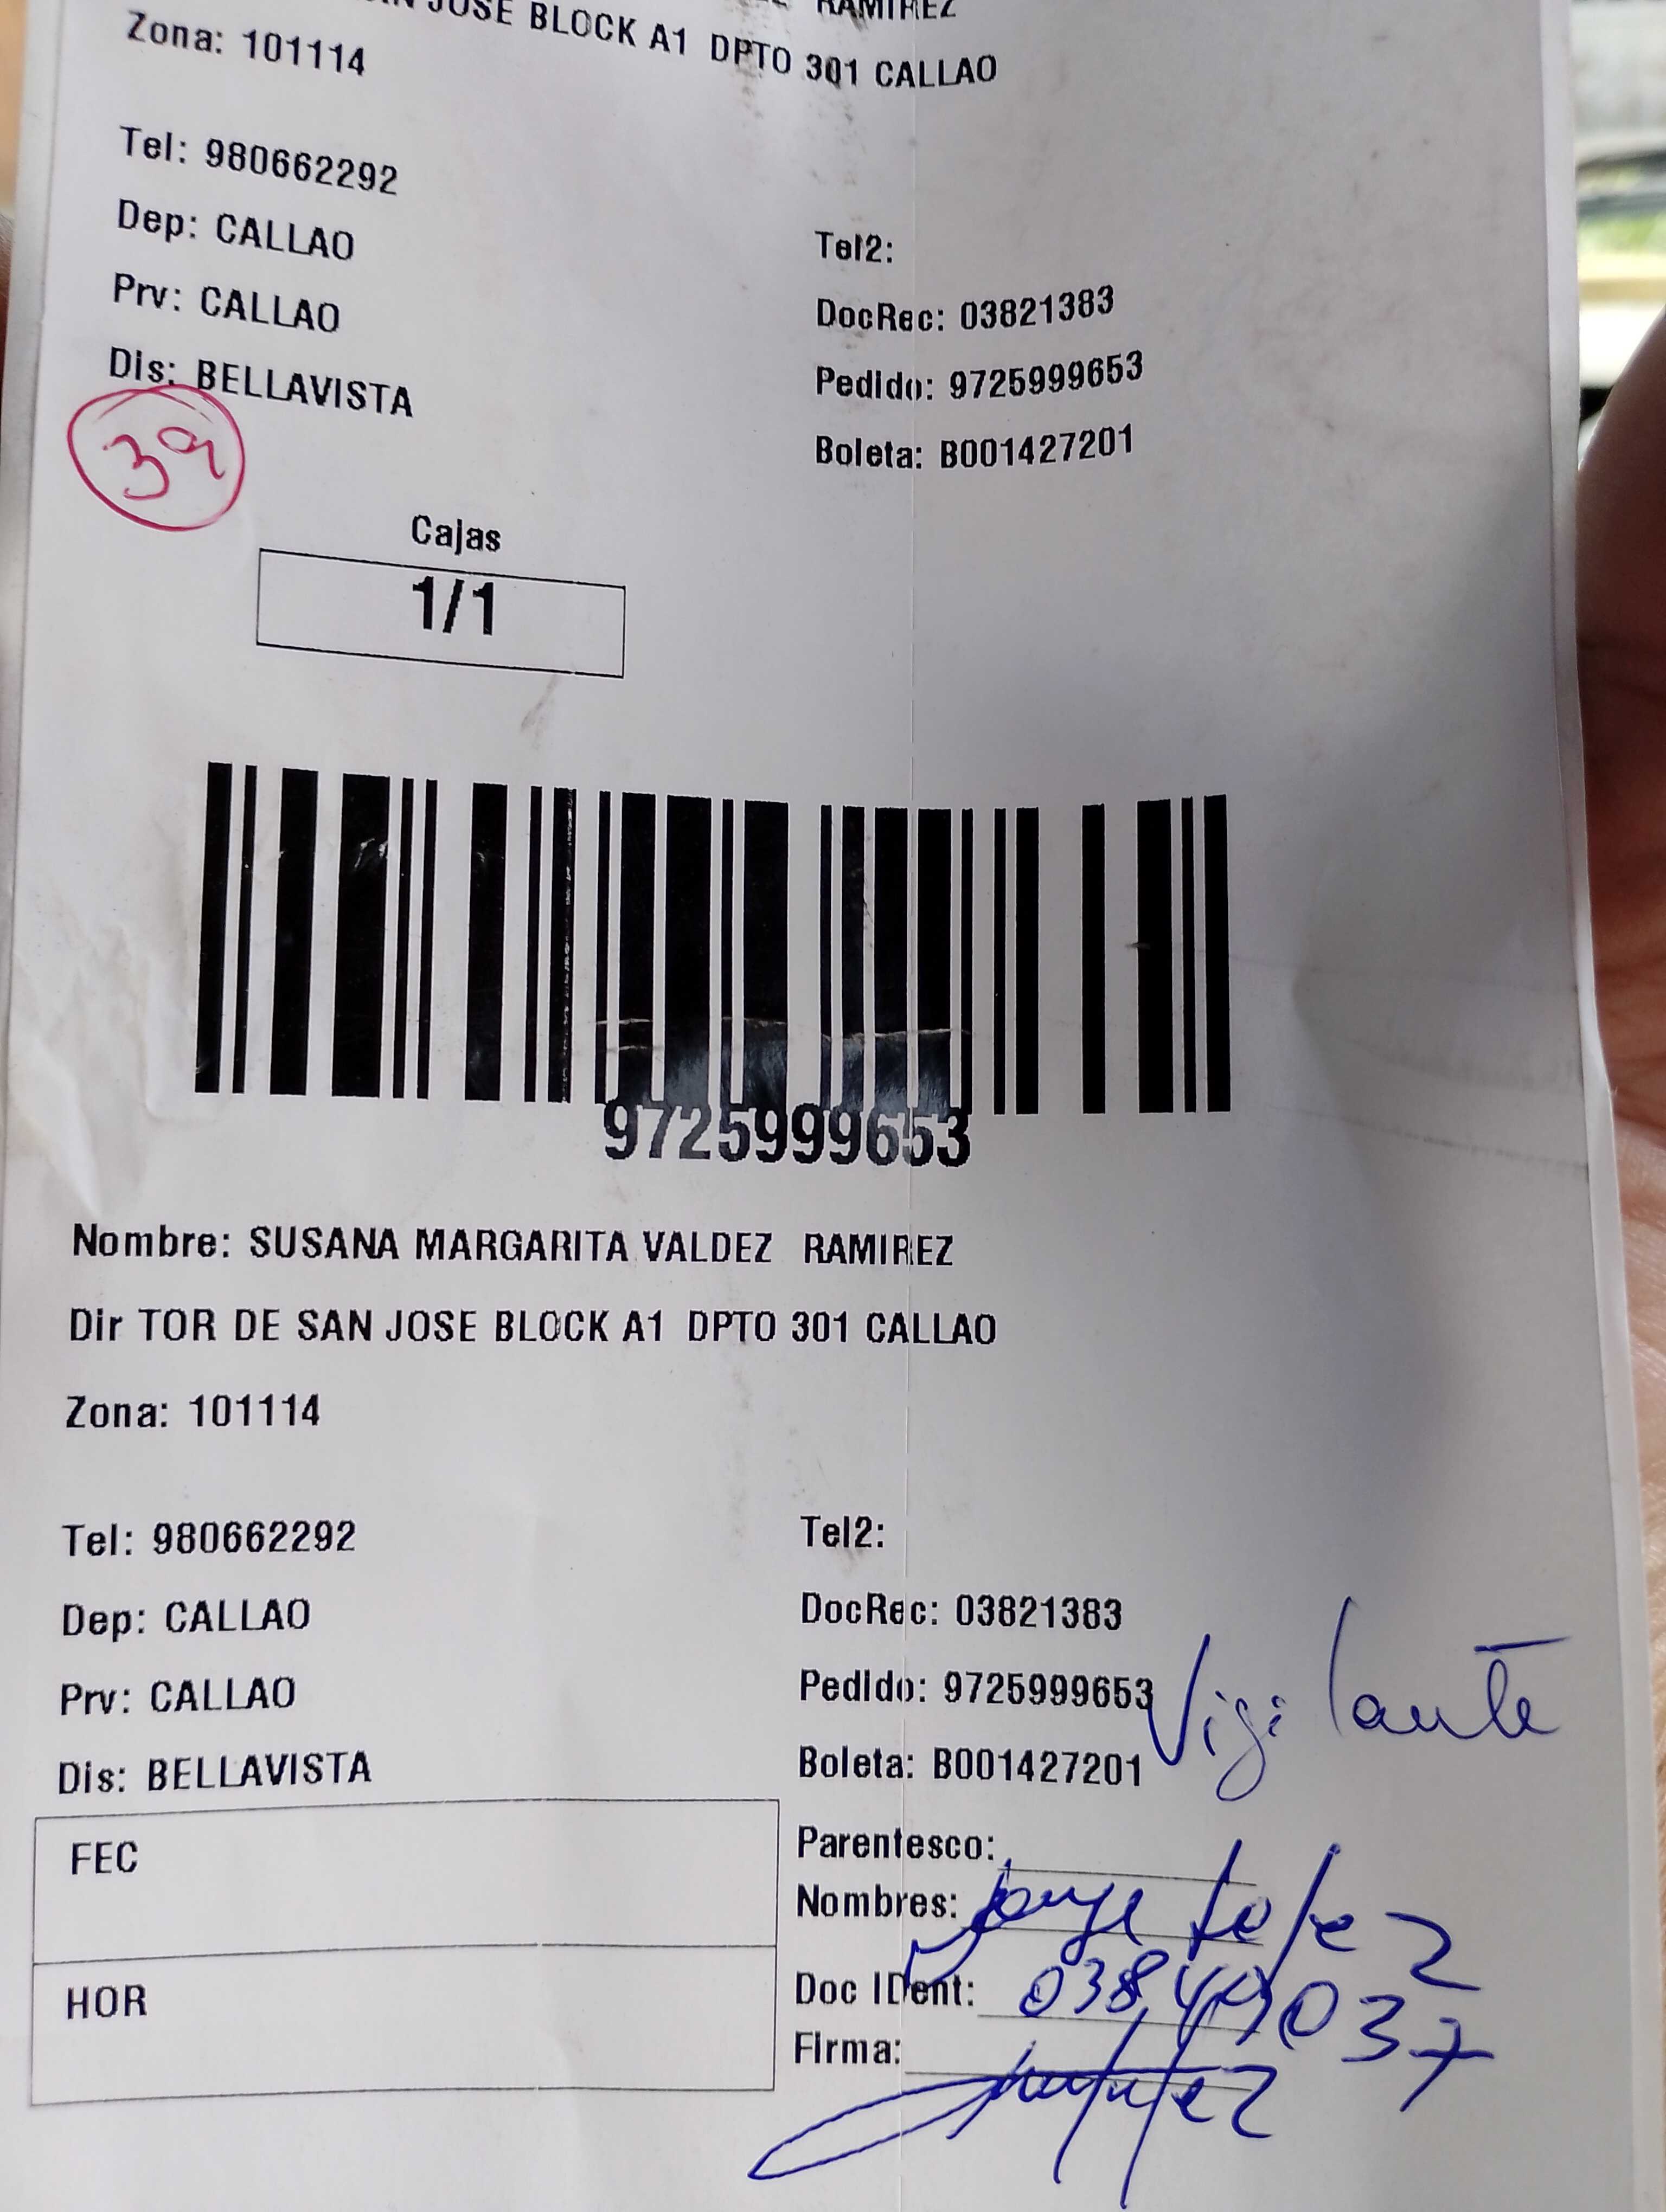 JOSE BLOCK A1 DPTO 301 CALLAO
Zona: 101114
Tel: 980662292
Dep: CALLAO
Tel2:
Prv: CALLAO
DocRec: 03821383
Dis: BELLAVISTA
Pedido: 9725999653
Boleta: B001427201
39
Cajas
1/1
9725999653
Nombre: SUSANA MARGARITA VALDEZ RAMIREZ
Dir TOR DE SAN JOSE BLOCK A1 DPTO 301 CALLAO
Zona: 101114
Tel: 980662292
Tel2:
Dep: CALLAO
DocRec: 03821383
Prv: CALLAO
Pedido: 9725999653
Vigilante
Dis: BELLAVISTA
Boleta: B001427201
FEC
Parentesco:
Nombres: Jorge
HOR
Doc IDent:
Firma: